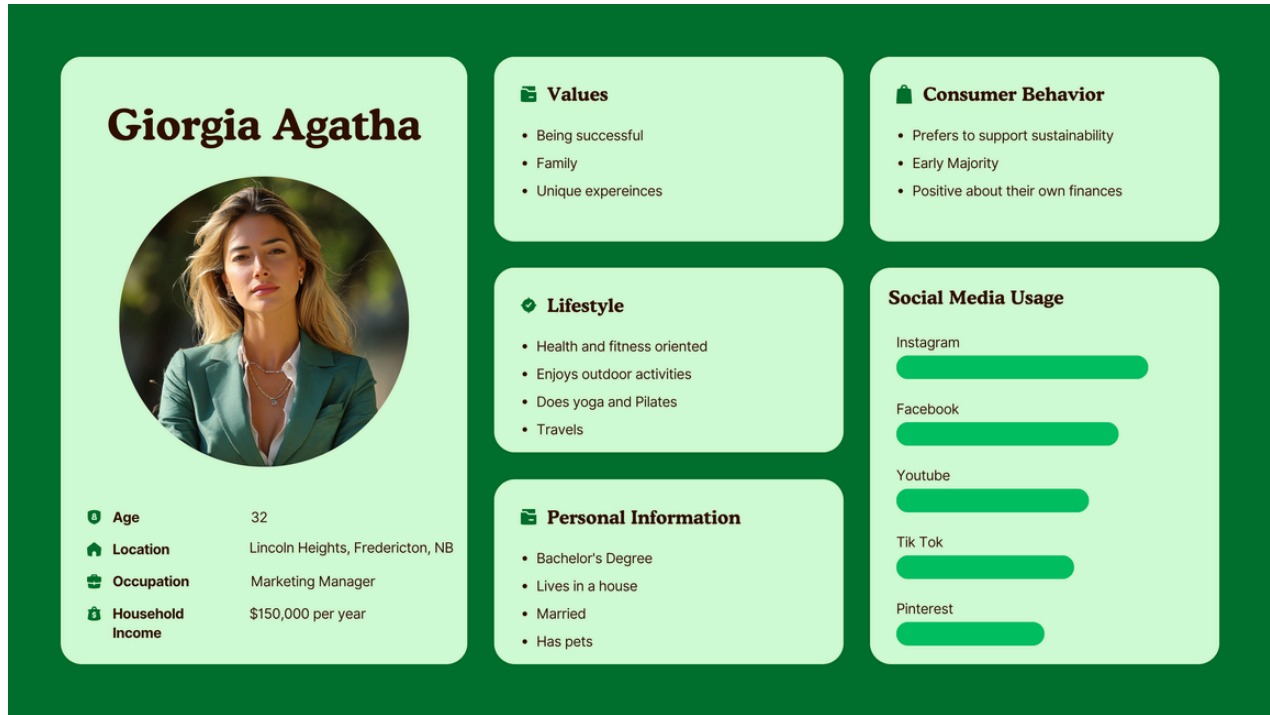 Giorgia Agatha
Age 32
Location Lincoln Heights, Fredericton, NB
Occupation Marketing Manager
Household $150,000 per year
Income
Values
• Being successful
• Family
• Unique expereinces
Lifestyle
• Health and fitness oriented
• Enjoys outdoor activities
• Does yoga and Pilates
• Travels
Personal Information
• Bachelor's Degree
• Lives in a house
• Married
• Has pets
Consumer Behavior
• Prefers to support sustainability
• Early Majority
• Positive about their own finances
Social Media Usage
Instagram
Facebook
Youtube
Tik Tok
Pinterest